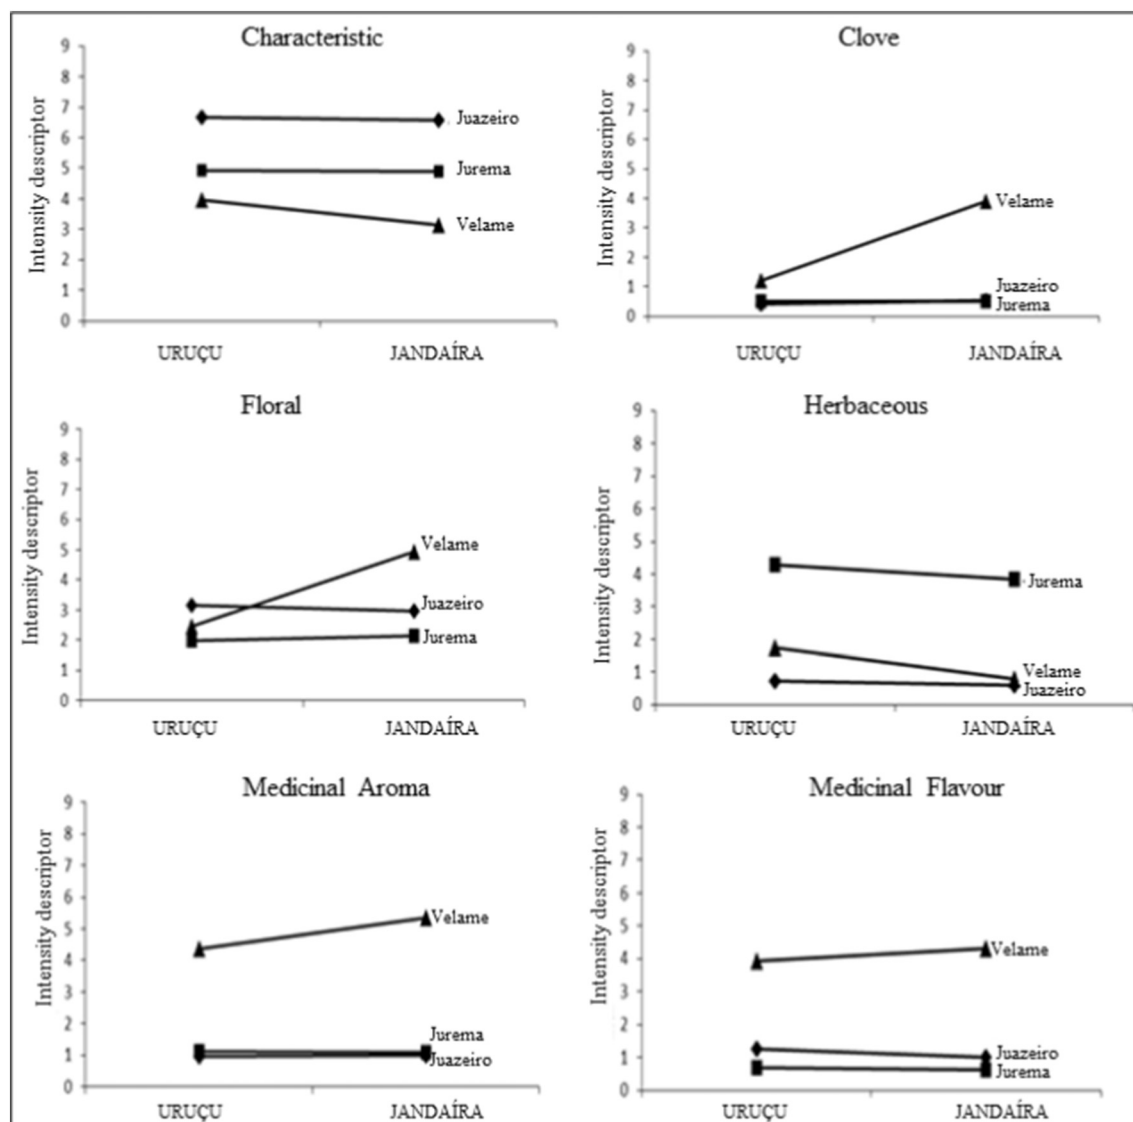 Characteristic
Intensity descriptor
9
8
7
6
5
4
3
2
1
0
Juazeiro
Jurema
Velame
URUÇU JANDAÍRA
Clove
Intensity descriptor
9
8
7
6
5
4
3
2
1
0
Velame
Juazeiro
Jurema
URUÇU JANDAÍRA
Floral
Intensity descriptor
9
8
7
6
5
4
3
2
1
0
Velame
Juazeiro
Jurema
URUÇU JANDAÍRA
Herbaceous
Intensity descriptor
9
8
7
6
5
4
3
2
1
0
Jurema
Velame
Juazeiro
URUÇU JANDAÍRA
Medicinal Aroma
Intensity descriptor
9
8
7
6
5
4
3
2
1
0
Velame
Jurema
Juazeiro
URUÇU JANDAÍRA
Medicinal Flavour
Intensity descriptor
9
8
7
6
5
4
3
2
1
0
Velame
Juazeiro
Jurema
URUÇU JANDAÍRA